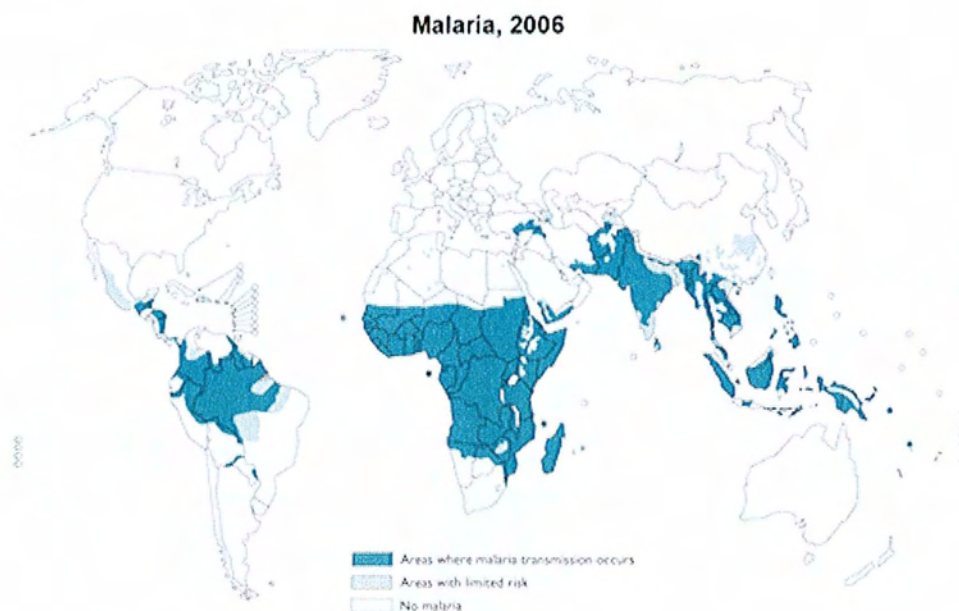 Malaria, 2006
Areas where malaria transmission occurs
Areas with limited risk
No malaria